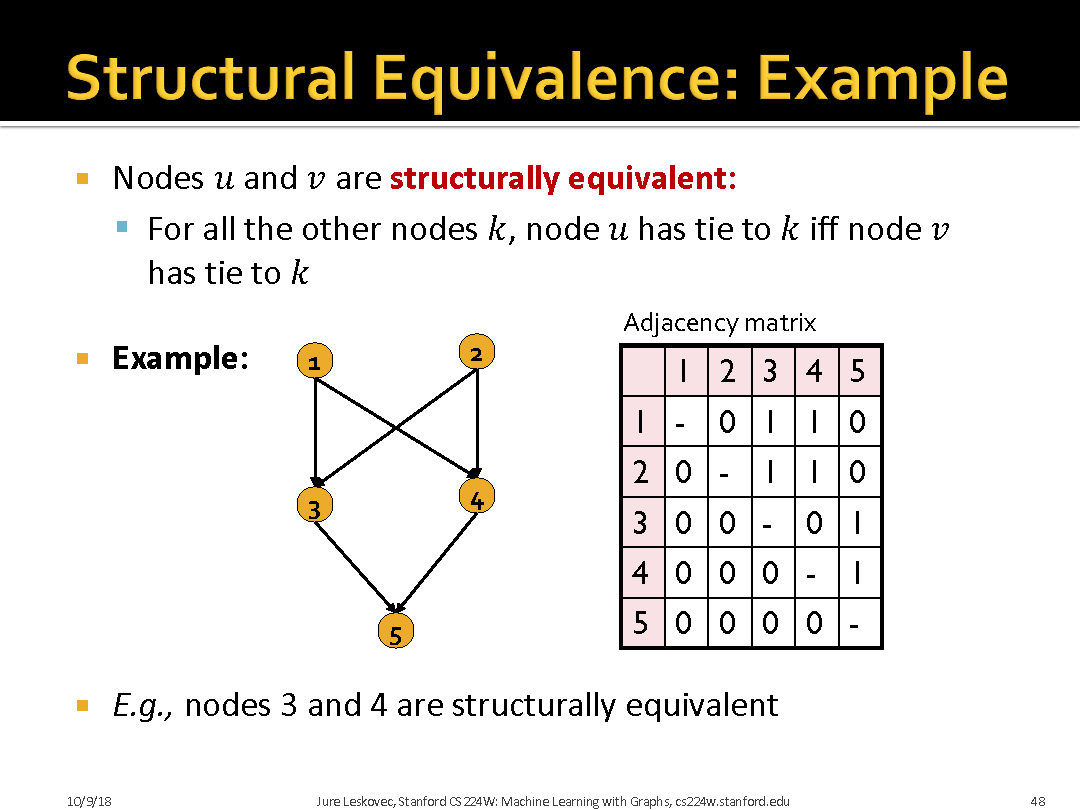 Structural Equivalence: Example
Nodes u and v are structurally equivalent:
For all the other nodes k, node u has tie to k iff node v
has tie to k
Example:
1
2
3
4
5
Adjacency matrix
1 2 3 4 5
1 - 0 1 1 0
2 0 - 1 1 0
3 0 0 - 0 1
4 0 0 0 - 1
5 0 0 0 0 -
E.g., nodes 3 and 4 are structurally equivalent
10/9/18 Jure Leskovec, Stanford CS224W: Machine Learning with Graphs, cs224w.stanford.edu 48